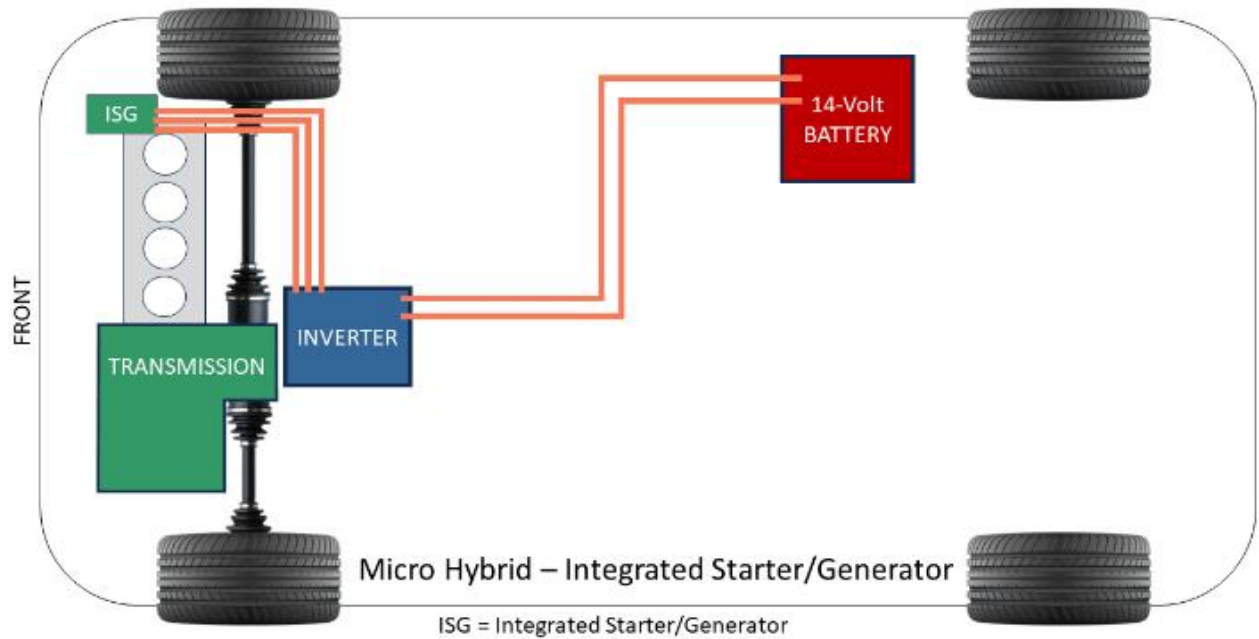 ISG
14-Volt
BATTERY
FRONT
INVERTER
TRANSMISSION
Micro Hybrid – Integrated Starter/Generator
ISG = Integrated Starter/Generator